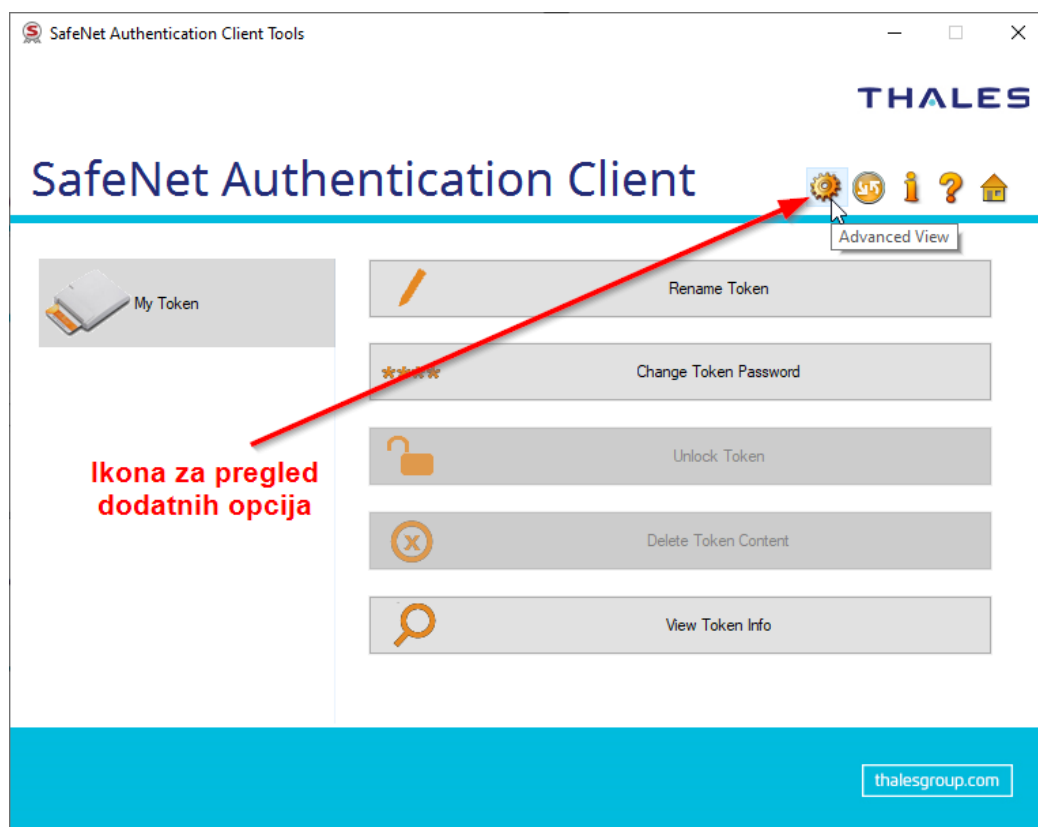 SafeNet Authentication Client Tools
THALES
SafeNet Authentication Client
Advanced View
My Token
Rename Token
**** Change Token Password
Ikona za pregled
dodatnih opcija
Unlock Token
Delete Token Content
View Token Info
thalesgroup.com